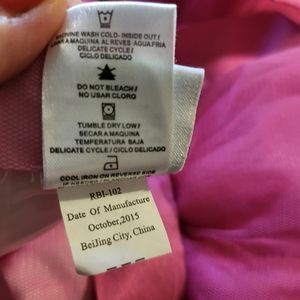 MACHINE WASH COLD-INSIDE OUT /
LAVAR A MAQUINA AL REVES AGUA FRIA
DELICATE CYCLE /
CICLO DELICADO
DO NOT BLEACH /
NO USAR CLORO
TUMBLE DRY LOW /
SECAR A MAQUINA
TEMPERATURA BAJA
DELICATE CYCLE / CICLO DELICADO
COOL IRON ON REVERSE SIDE
IF NEEDED /
RBI-102
Date Of Manufacture
October,2015
BeiJing City, China